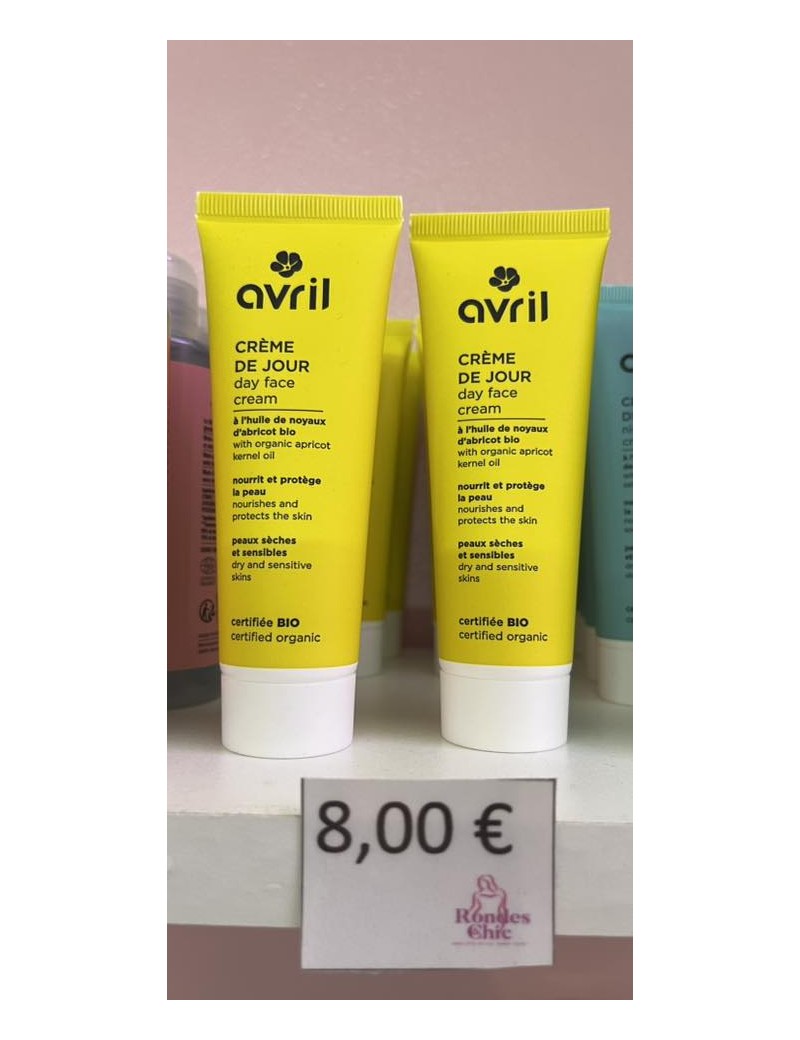 avril
CRÈME
DE JOUR
day face
cream
à l'huile de noyaux
d'abricot bio
with organic apricot
kernel oil
nourrit et protège
la peau
nourishes and
protects the skin
peaux sèches
et sensibles
dry and sensitive
skins
certifiée BIO
certified organic
avril
CRÈME
DE JOUR
day face
cream
à l'huile de noyaux
d'abricot bio
with organic apricot
kernel oil
nourrit et protège
la peau
nourishes and
protects the skin
peaux sèches
et sensibles
dry and sensitive
skins
certifiée BIO
certified organic
8,00 €
Rondes
& Chic